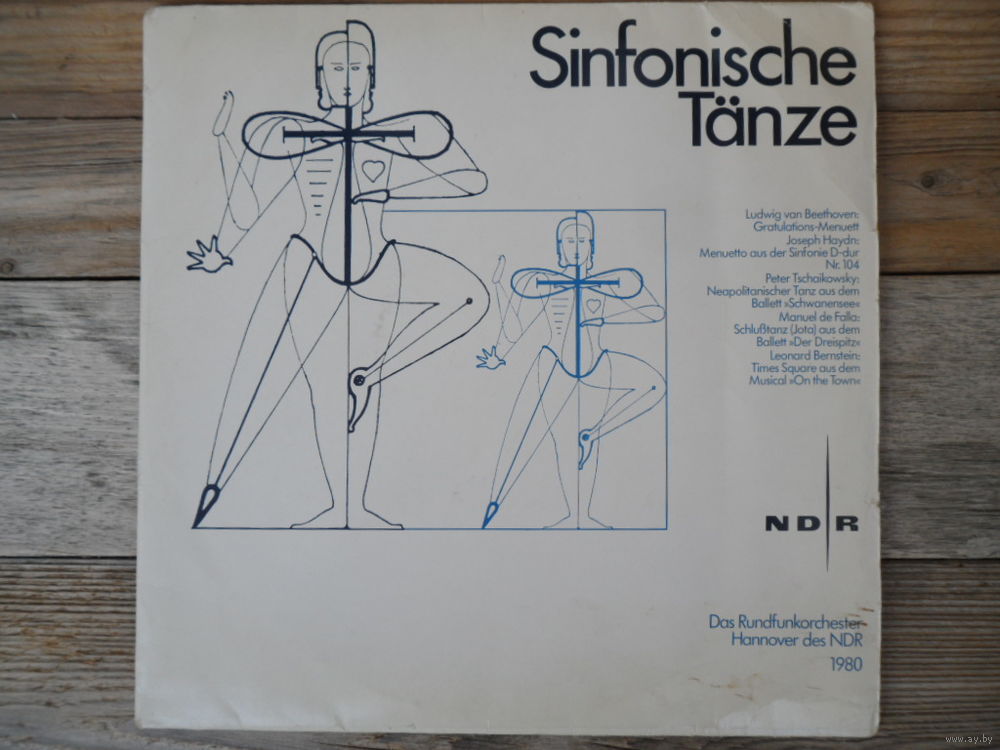 Sinfonische
Tänze
Ludwig van Beethoven:
Gratulations-Menuett
Joseph Haydn:
Menuetto aus der Sinfonie D-dur
Nr. 104
Peter Tschaikowsky:
Neapolitanischer Tanz aus dem
Ballett »Schwanensee«
Manuel de Falla:
Schlußtanz (Jota) aus dem
Ballett »Der Dreispitz«
Leonard Bernstein:
Times Square aus dem
Musical »On the Town«
NDR
Das Rundfunkorchester
Hannover des NDR
1980
www.ay.by